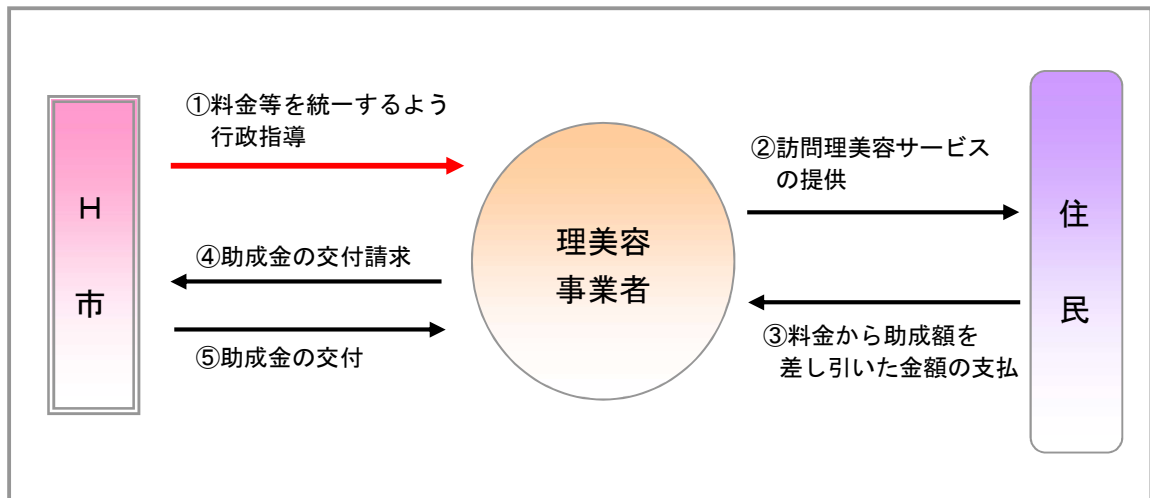 H
市
①料金等を統一するよう
行政指導
④助成金の交付請求
⑤助成金の交付
理美容
事業者
②訪問理美容サービス
の提供
③料金から助成額を
差し引いた金額の支払
住
民